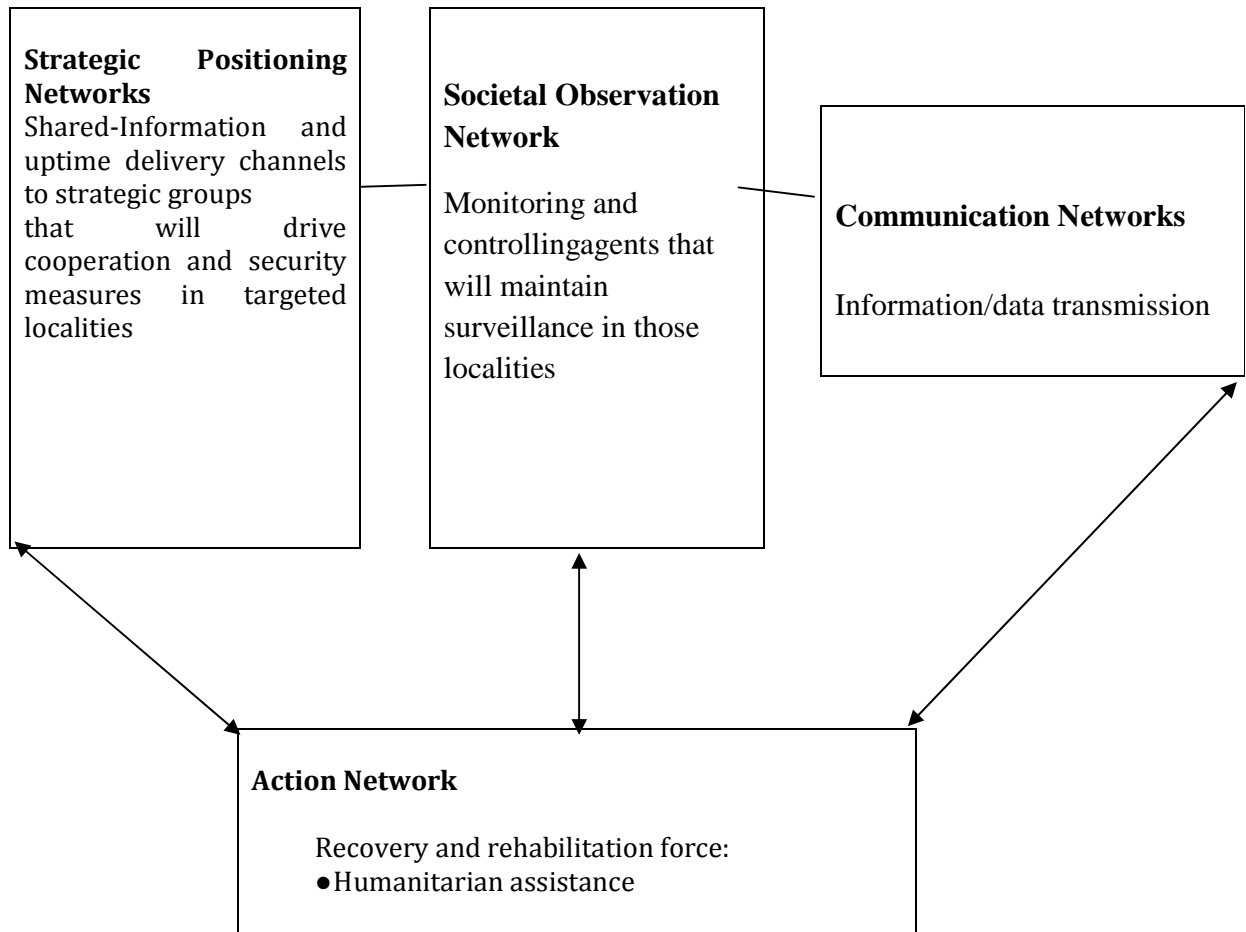 Strategic Positioning
Networks
Shared-Information and
uptime delivery channels
to strategic groups
that will drive
cooperation and security
measures in targeted
localities
Societal Observation
Network
Monitoring and
controllingagents that
will maintain
surveillance in those
localities
Communication Networks
Information/data transmission
Action Network
Recovery and rehabilitation force:
●Humanitarian assistance